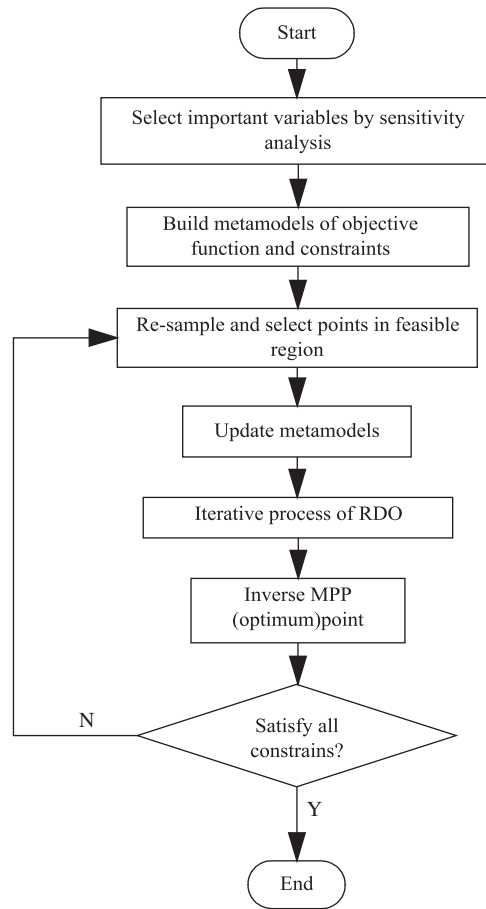 Start
Select important variables by sensitivity
analysis
Build metamodels of objective
function and constraints
Re-sample and select points in feasible
region
Update metamodels
Iterative process of RDO
Inverse MPP
(optimum)point
Satisfy all
constrains?
N
Y
End